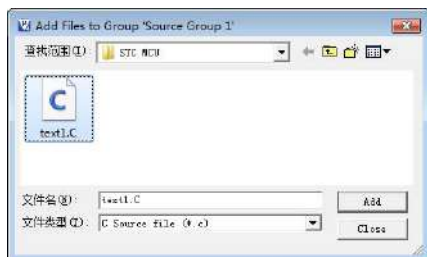 Add Files to Group 'Source Group 1'
查找范围(I): STC MCU
text1.C
文件名(N): text1.C Add
文件类型(T): C Source file (*.c) Close